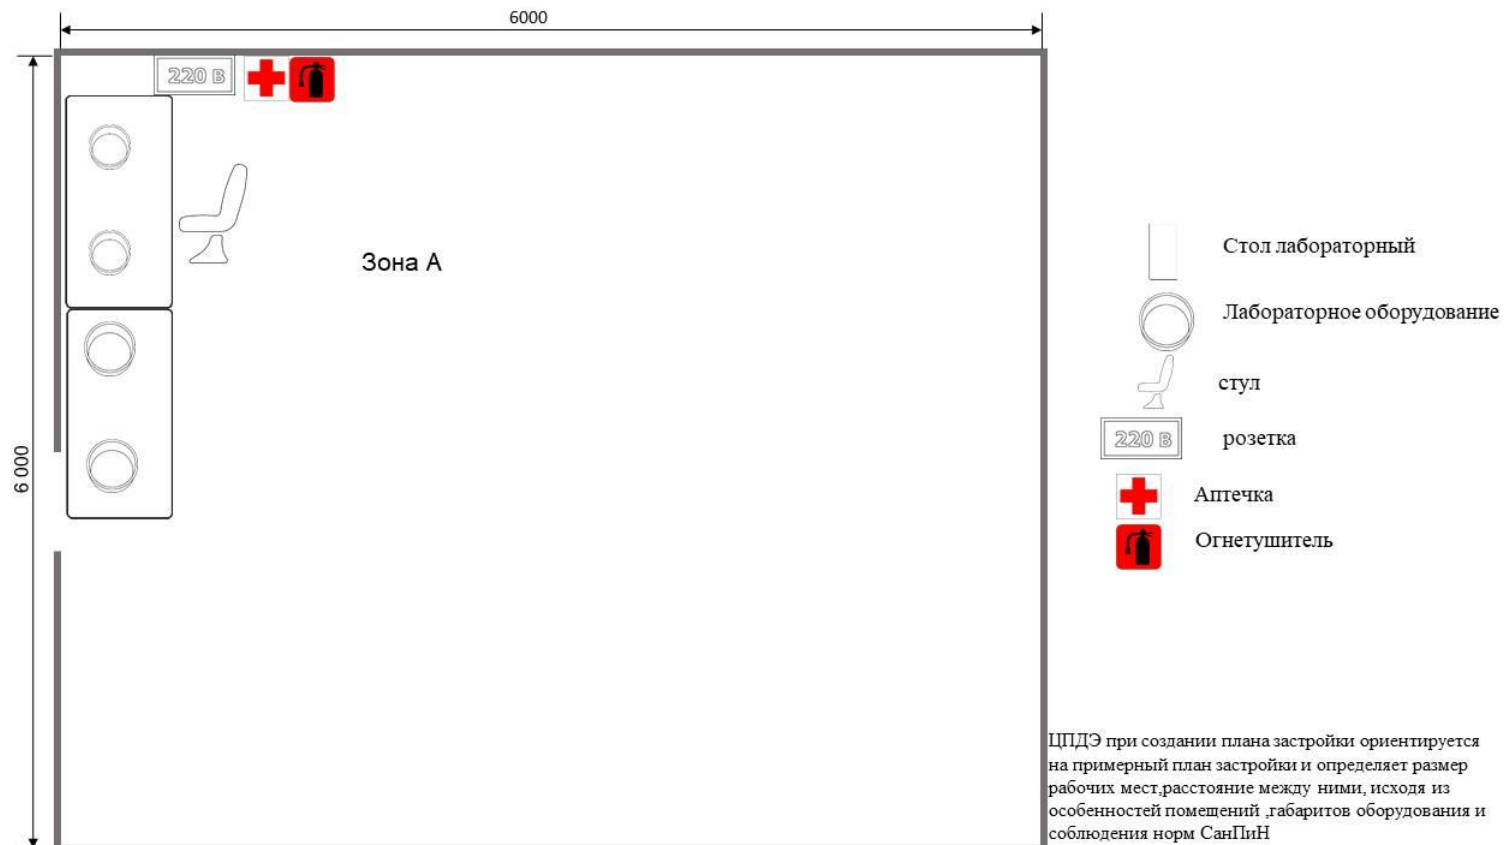 6000
220 В
Зона А
6 000
Стол лабораторный
Лабораторное оборудование
стул
220 В
розетка
Аптечка
Огнетушитель
ЦПДЭ при создании плана застройки ориентируется
на примерный план застройки и определяет размер
рабочих мест,расстояние между ними, исходя из
особенностей помещений ,габаритов оборудования и
соблюдения норм СанПиН